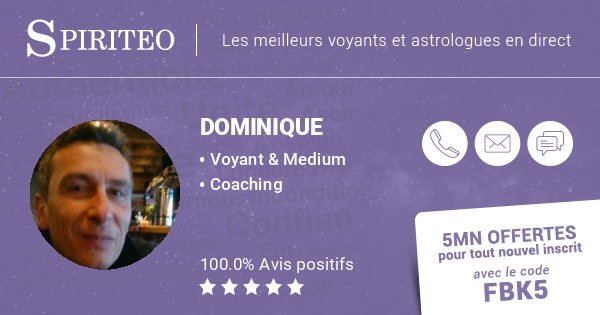 SPIRITEO
Les meilleurs voyants et astrologues en direct
DOMINIQUE
• Voyant & Medium
• Coaching
100.0% Avis positifs
5MN OFFERTES
pour tout nouvel inscrit
avec le code
FBK5